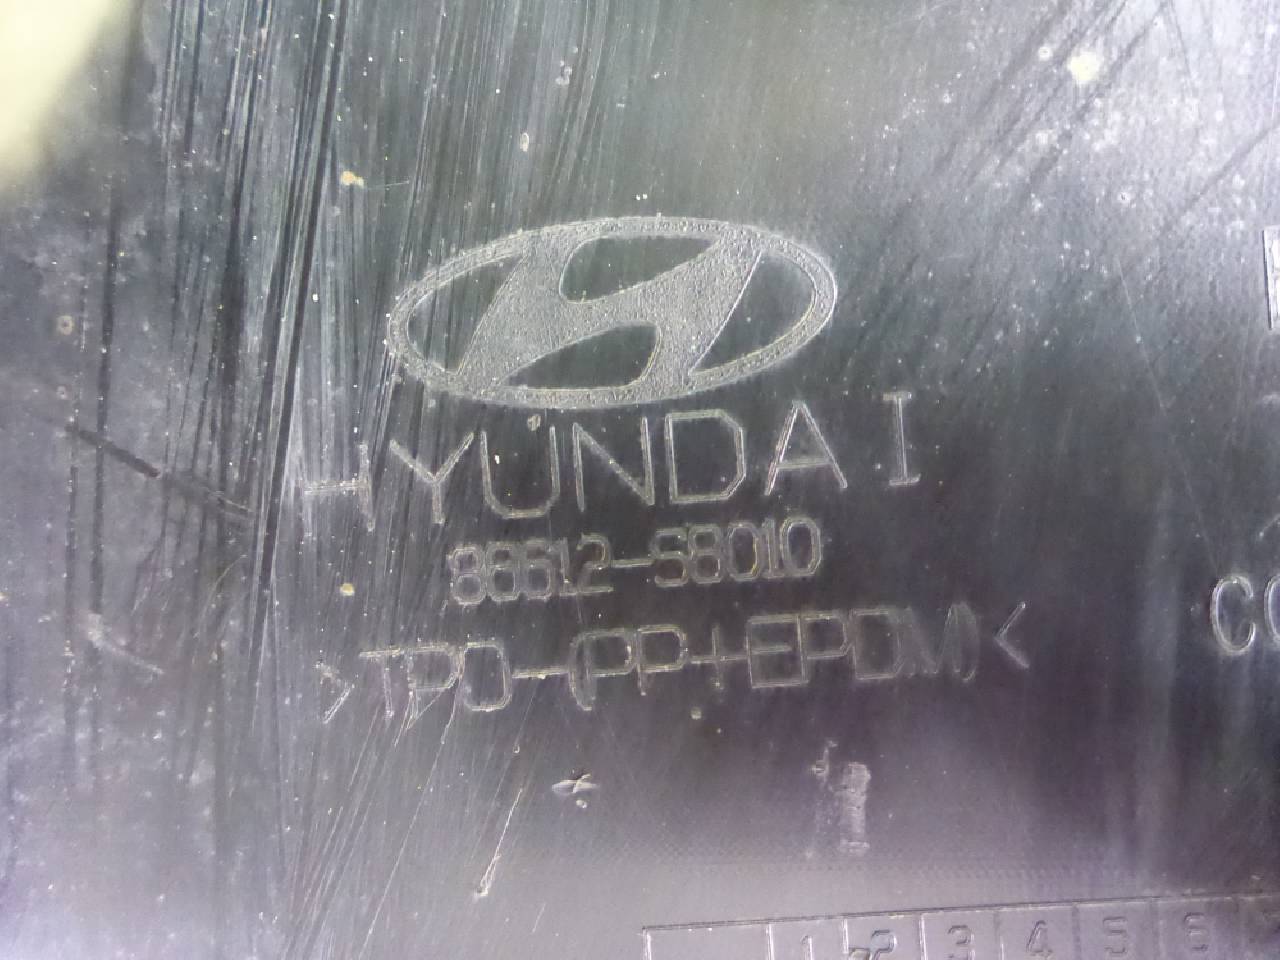 HYUNDAI
86612-S8010
>TPO-(PP+EPDM)<
1 2 3 4 5 6